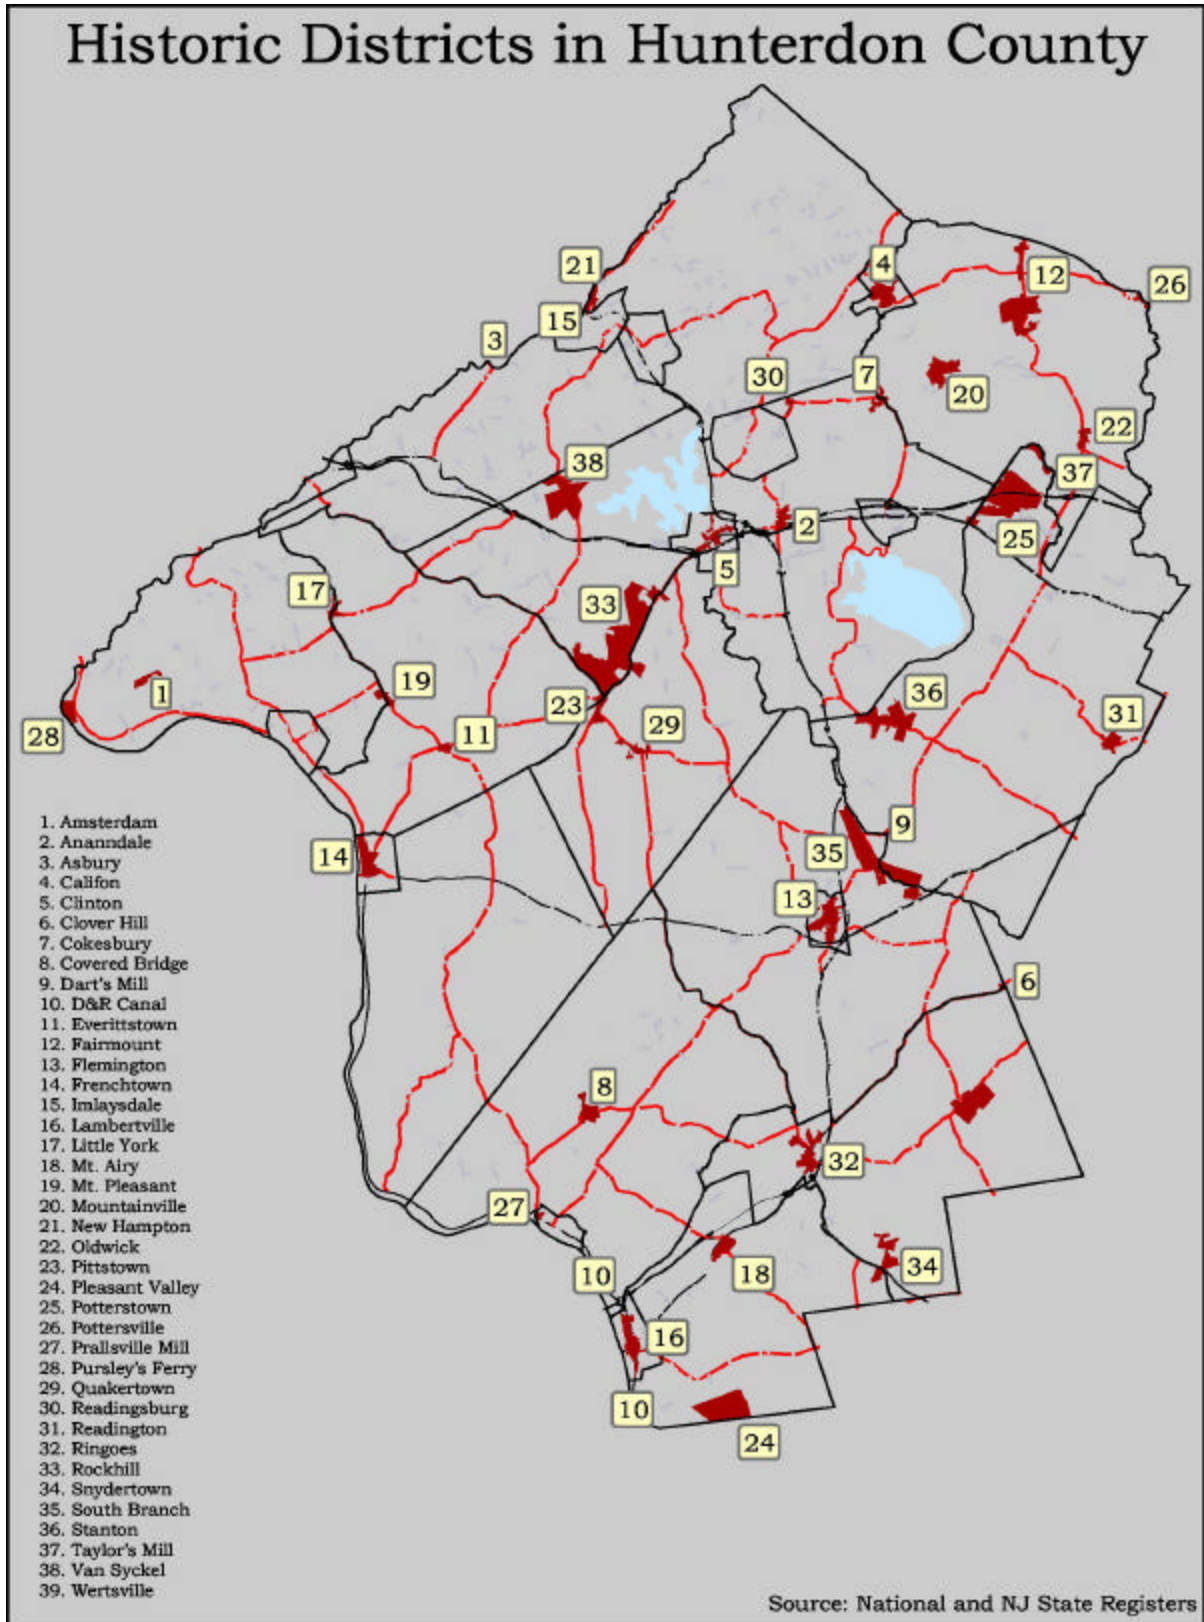 Historic Districts in Hunterdon County
21
4
12
26
15
3
30
7
20
22
38
37
2
25
5
17
33
19
36
1
23
31
28
11
29
9
14
35
13
6
8
32
27
10
18
34
16
10
24
1. Amsterdam
2. Ananndale
3. Asbury
4. Califon
5. Clinton
6. Clover Hill
7. Cokesbury
8. Covered Bridge
9. Dart's Mill
10. D&R Canal
11. Everittstown
12. Fairmount
13. Flemington
14. Frenchtown
15. Imlaysdale
16. Lambertville
17. Little York
18. Mt. Airy
19. Mt. Pleasant
20. Mountainville
21. New Hampton
22. Oldwick
23. Pittstown
24. Pleasant Valley
25. Potterstown
26. Pottersville
27. Prallsville Mill
28. Pursley's Ferry
29. Quakertown
30. Readingsburg
31. Readington
32. Ringoes
33. Rockhill
34. Snydertown
35. South Branch
36. Stanton
37. Taylor's Mill
38. Van Syckel
39. Wertsville
Source: National and NJ State Registers